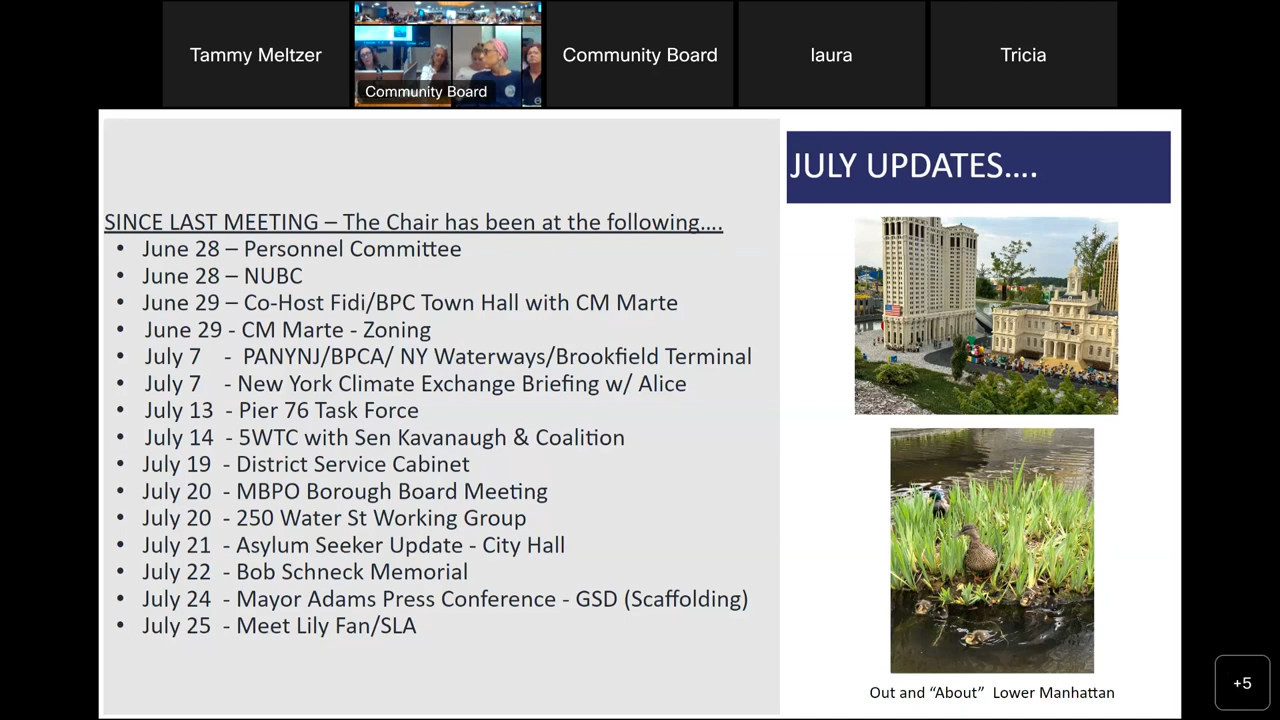 Tammy Meltzer
Community Board
Community Board
laura
Tricia
SINCE LAST MEETING – The Chair has been at the following....
• June 28 – Personnel Committee
• June 28 – NUBC
• June 29 – Co-Host Fidi/BPC Town Hall with CM Marte
• June 29 - CM Marte - Zoning
• July 7 - PANYNJ/BPCA/ NY Waterways/Brookfield Terminal
• July 7 - New York Climate Exchange Briefing w/ Alice
• July 13 - Pier 76 Task Force
• July 14 - 5WTC with Sen Kavanaugh & Coalition
• July 19 - District Service Cabinet
• July 20 - MBPO Borough Board Meeting
• July 20 - 250 Water St Working Group
• July 21 - Asylum Seeker Update - City Hall
• July 22 - Bob Schneck Memorial
• July 24 - Mayor Adams Press Conference - GSD (Scaffolding)
• July 25 - Meet Lily Fan/SLA
JULY UPDATES....
Out and “About” Lower Manhattan
+5